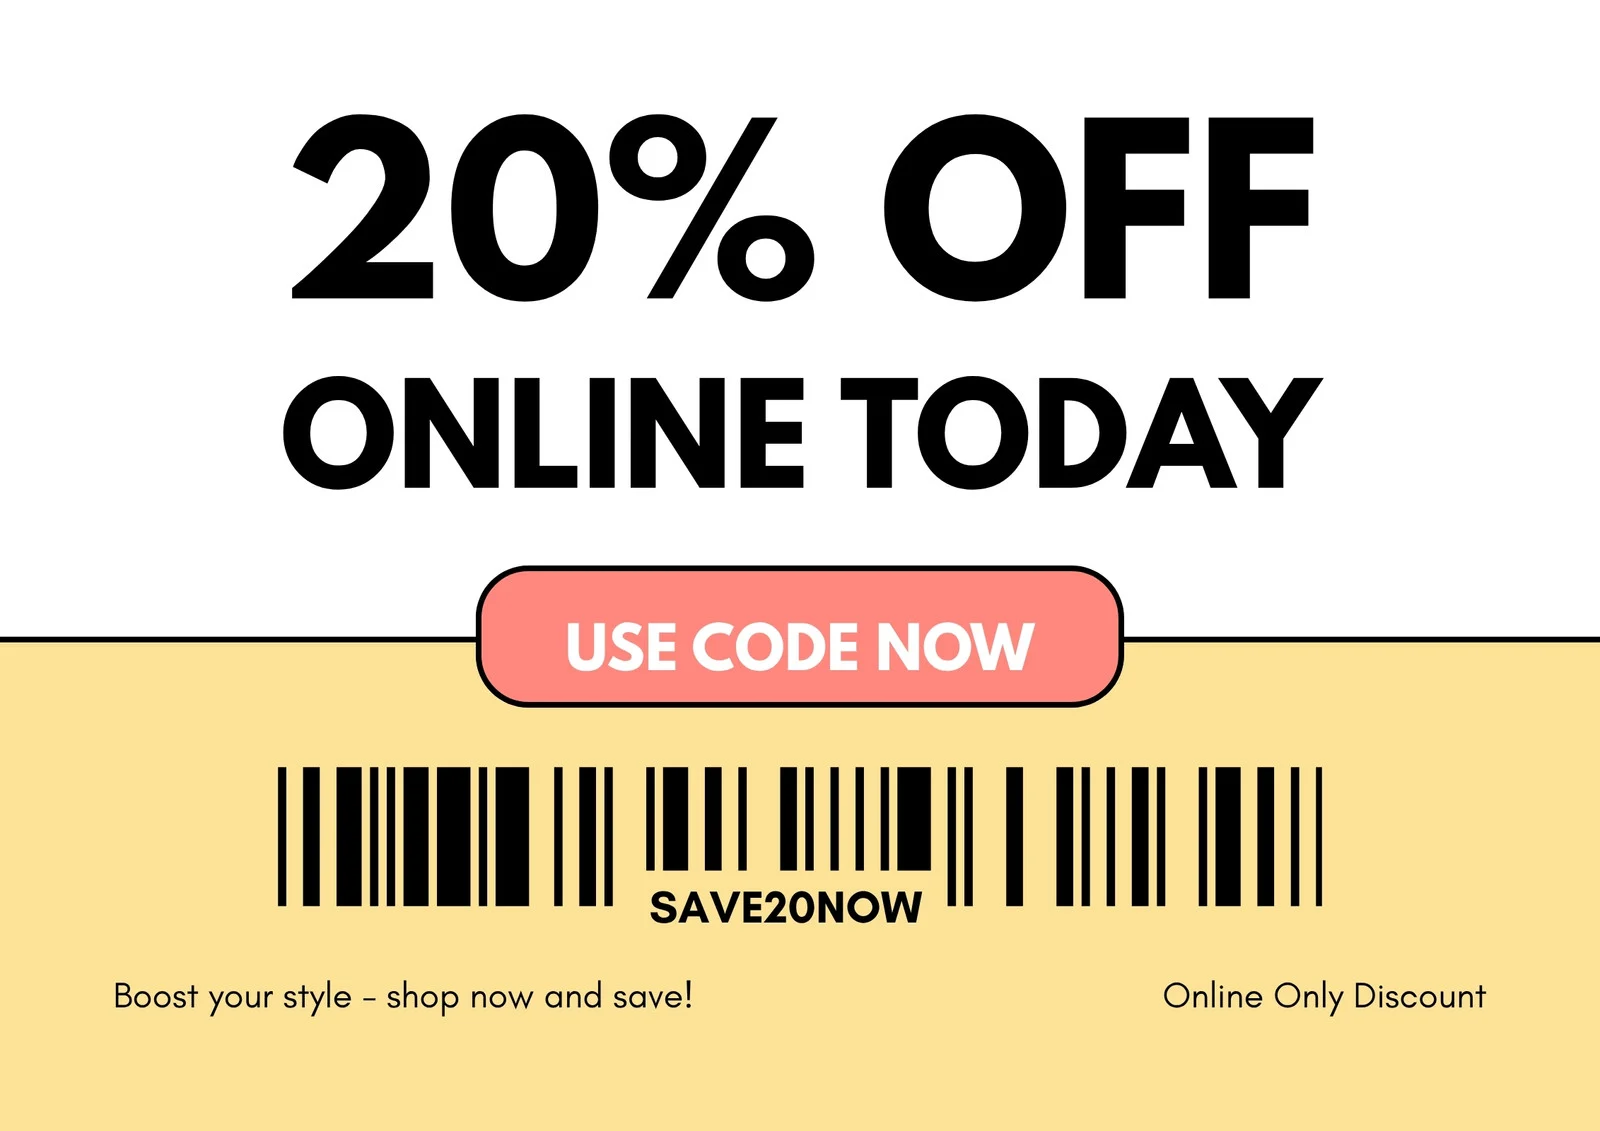 20% OFF
ONLINE TODAY
USE CODE NOW
SAVE20NOW
Boost your style - shop now and save!
Online Only Discount